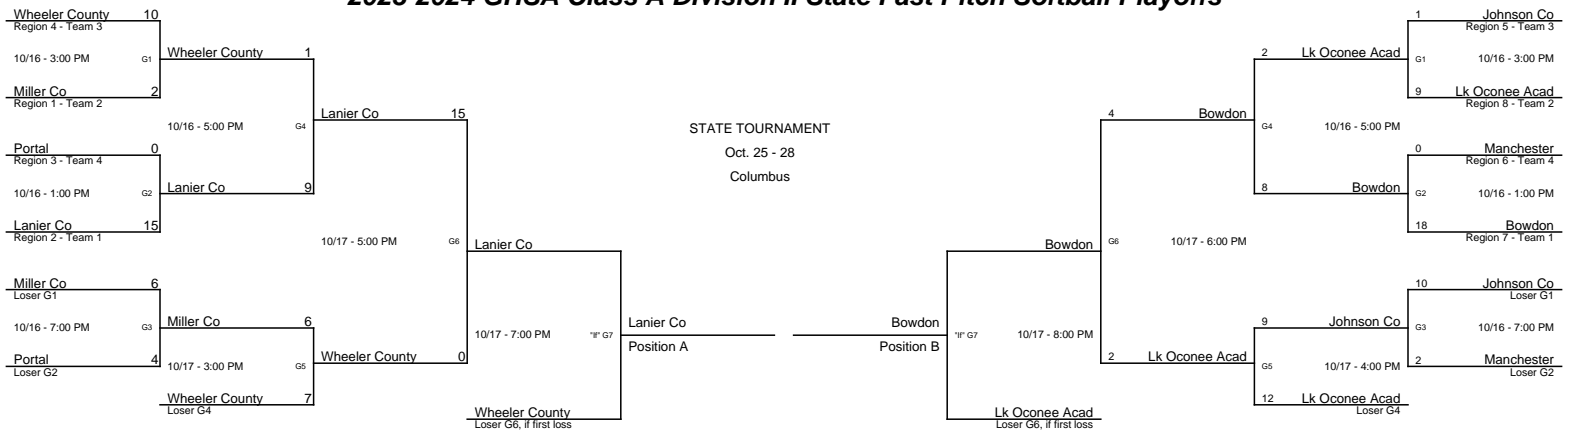 2023-2024 GHSA Class A Division II State Fast Pitch Softball Playoffs
Wheeler County 10
Region 4 - Team 3
10/16 - 3:00 PM G1
Wheeler County 1
Miller Co 2
Region 1 - Team 2
10/16 - 5:00 PM G4
Lanier Co 15
Portal 0
Region 3 - Team 4
10/16 - 1:00 PM G2
Lanier Co 9
Lanier Co 15
Region 2 - Team 1
10/17 - 5:00 PM G6
Lanier Co
Miller Co 6
Loser G1
10/16 - 7:00 PM G3
Miller Co 6
Portal 4
Loser G2
10/17 - 3:00 PM G5
Wheeler County 0
Wheeler County 7
Loser G4
10/17 - 7:00 PM "If" G7
Wheeler County
Loser G6, if first loss
Lanier Co
Position A
STATE TOURNAMENT
Oct. 25 - 28
Columbus
Bowdon
Position B
1 Johnson Co
Region 5 - Team 3
G1 10/16 - 3:00 PM
2 Lk Oconee Acad
9 Lk Oconee Acad
Region 8 - Team 2
G4 10/16 - 5:00 PM
4 Bowdon
0 Manchester
Region 6 - Team 4
G2 10/16 - 1:00 PM
8 Bowdon
18 Bowdon
Region 7 - Team 1
G6 10/17 - 6:00 PM
Bowdon
10 Johnson Co
Loser G1
G3 10/16 - 7:00 PM
9 Johnson Co
2 Manchester
Loser G2
G5 10/17 - 4:00 PM
2 Lk Oconee Acad
12 Lk Oconee Acad
Loser G4
"If" G7 10/17 - 8:00 PM
Lk Oconee Acad
Loser G6, if first loss